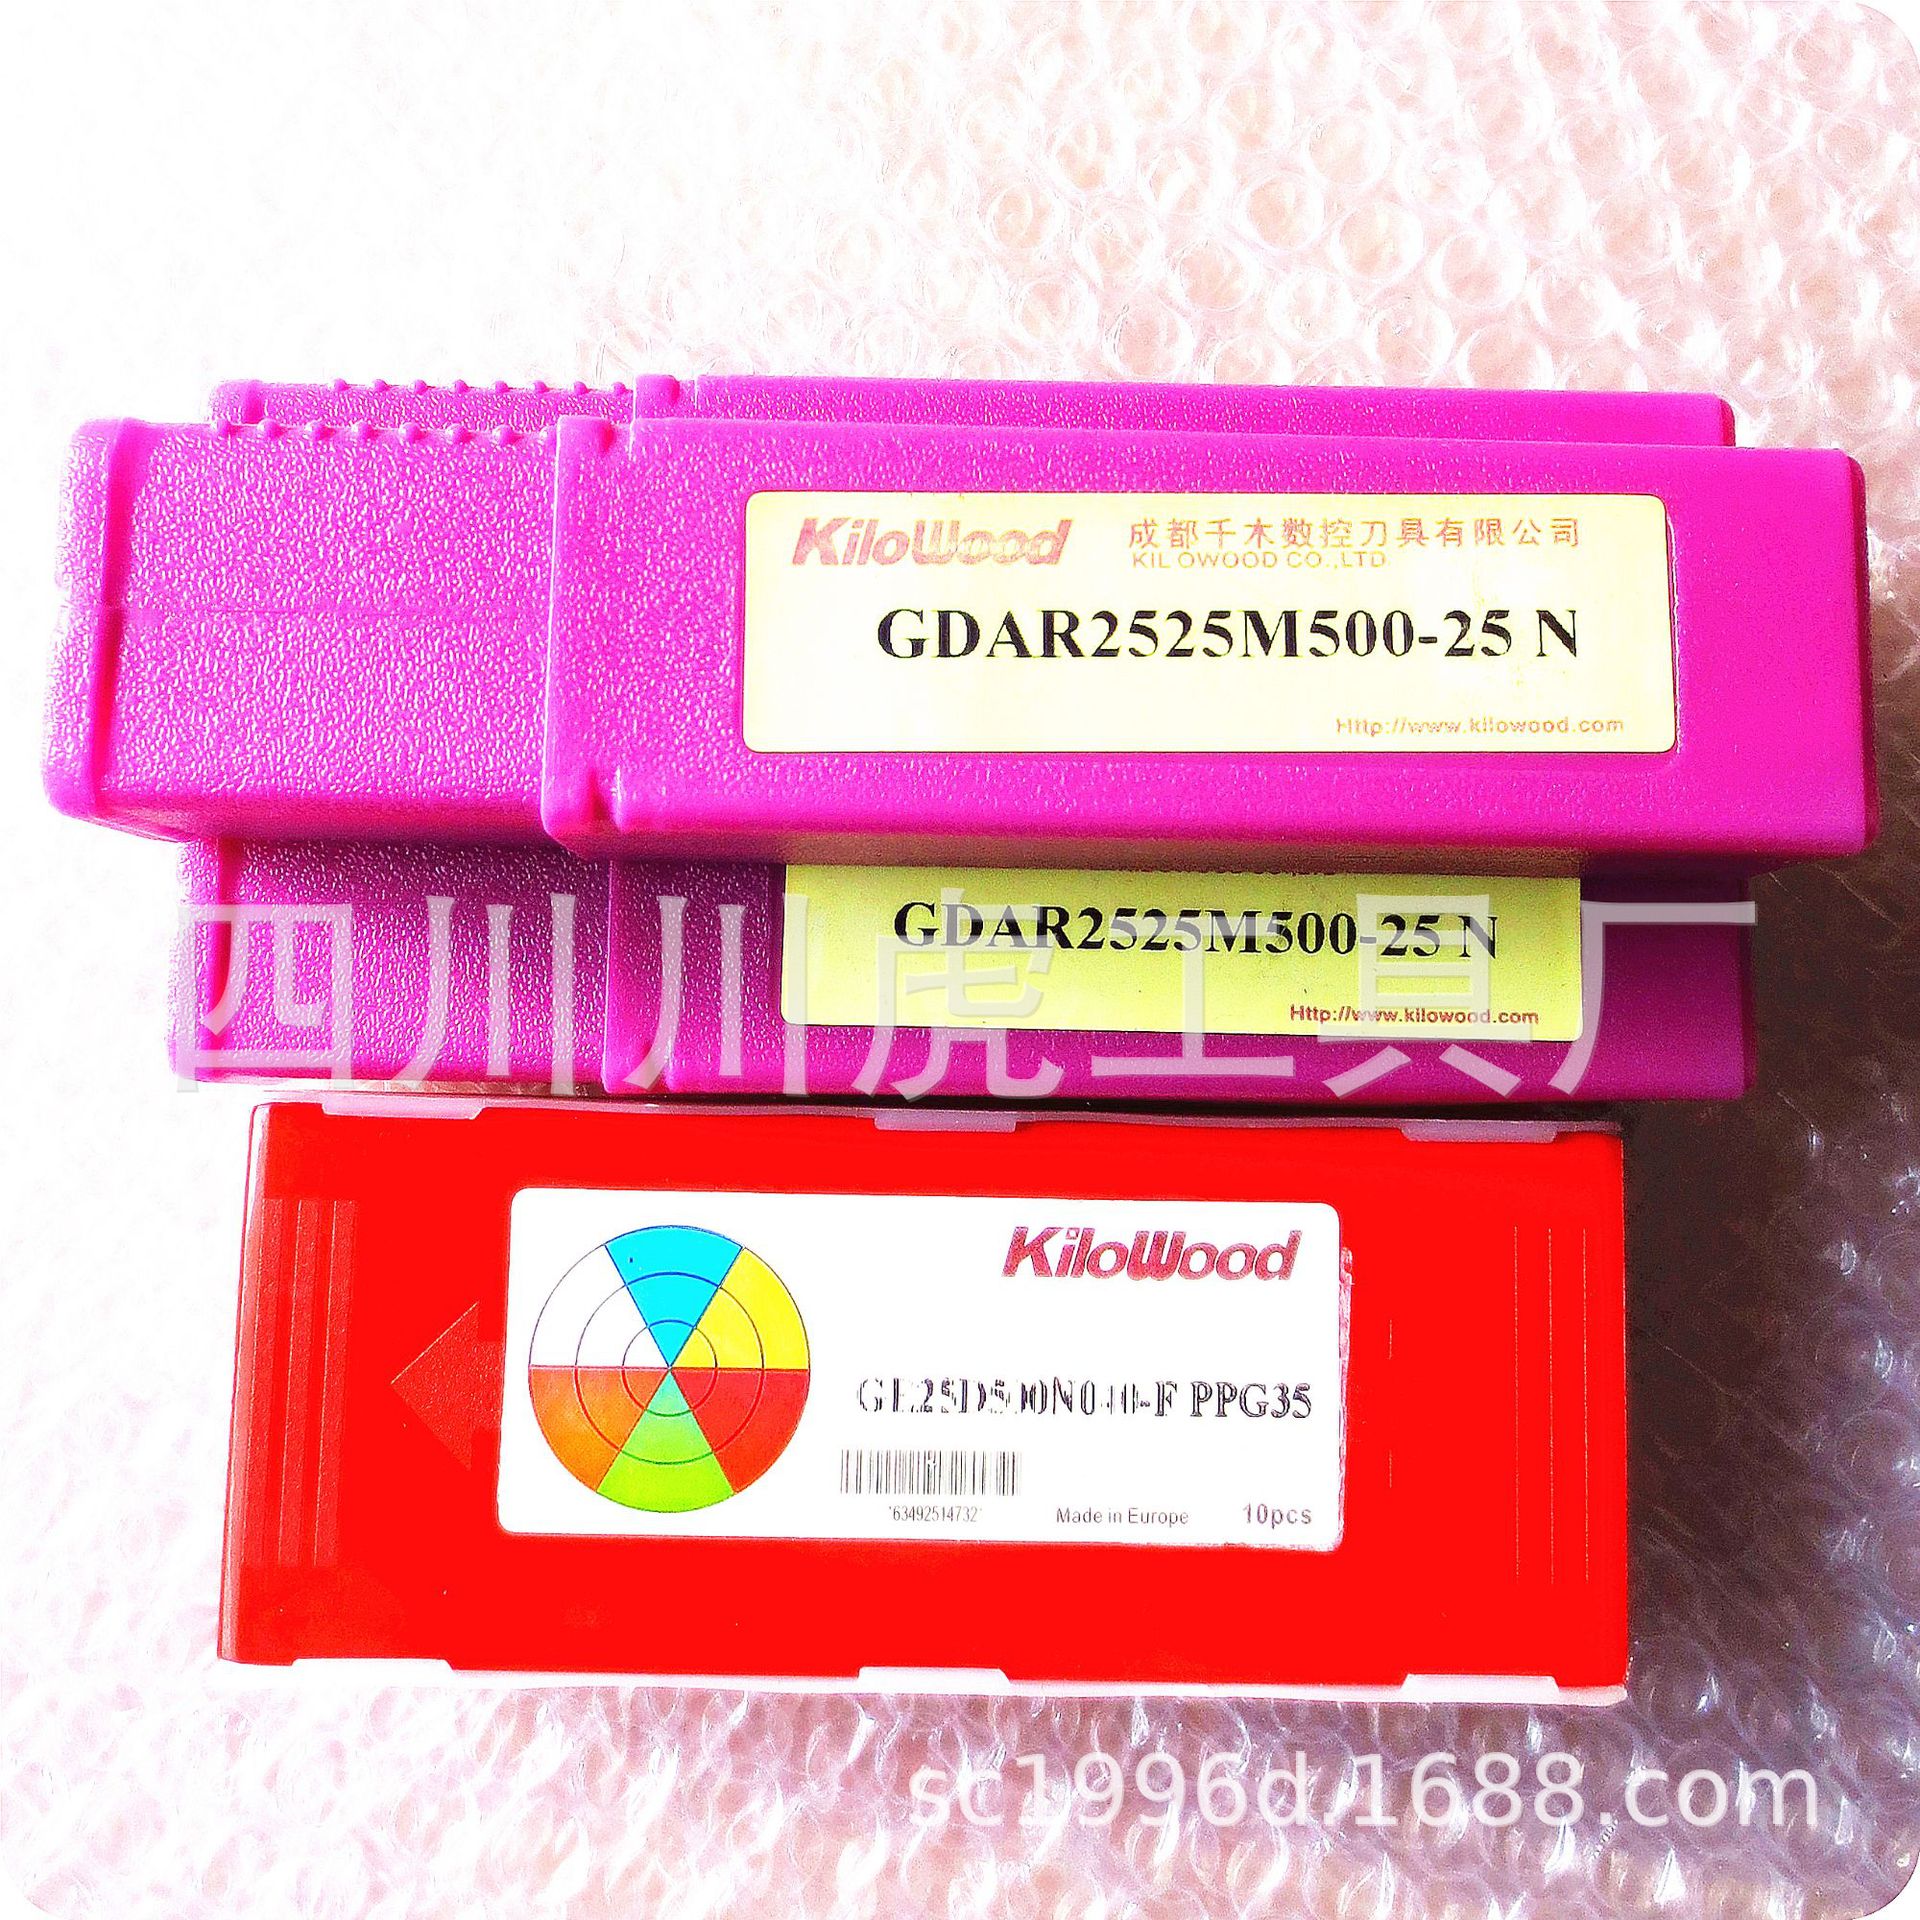 KiloWood
成都千木数控刀具有限公司
KILOWOOD CO.,LTD
GDAR2525M500-25 N
Http://www.kilowood.com
GDAR2525M500-25 N
Http://www.kilowood.com
四川川虎工具厂
KiloWood
PPG35
*63492514732*
Made in Europe
10pcs
sc1996d.1688.com